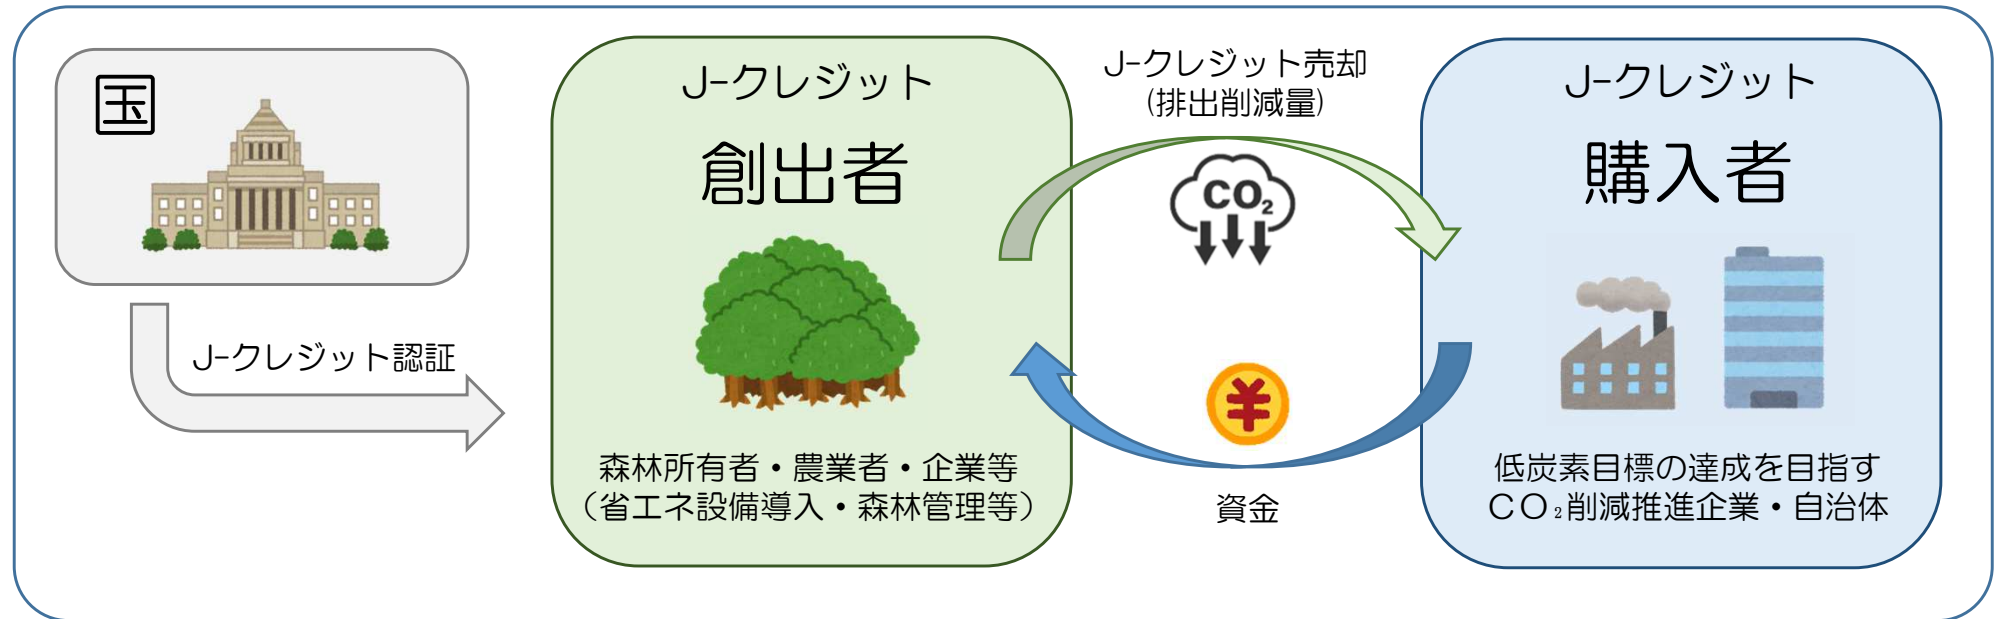 国
J-クレジット認証
J-クレジット
創出者
森林所有者・農業者・企業等
（省エネ設備導入・森林管理等）
J-クレジット売却
(排出削減量)
CO₂
¥
資金
J-クレジット
購入者
低炭素目標の達成を目指す
ＣＯ₂削減推進企業・自治体